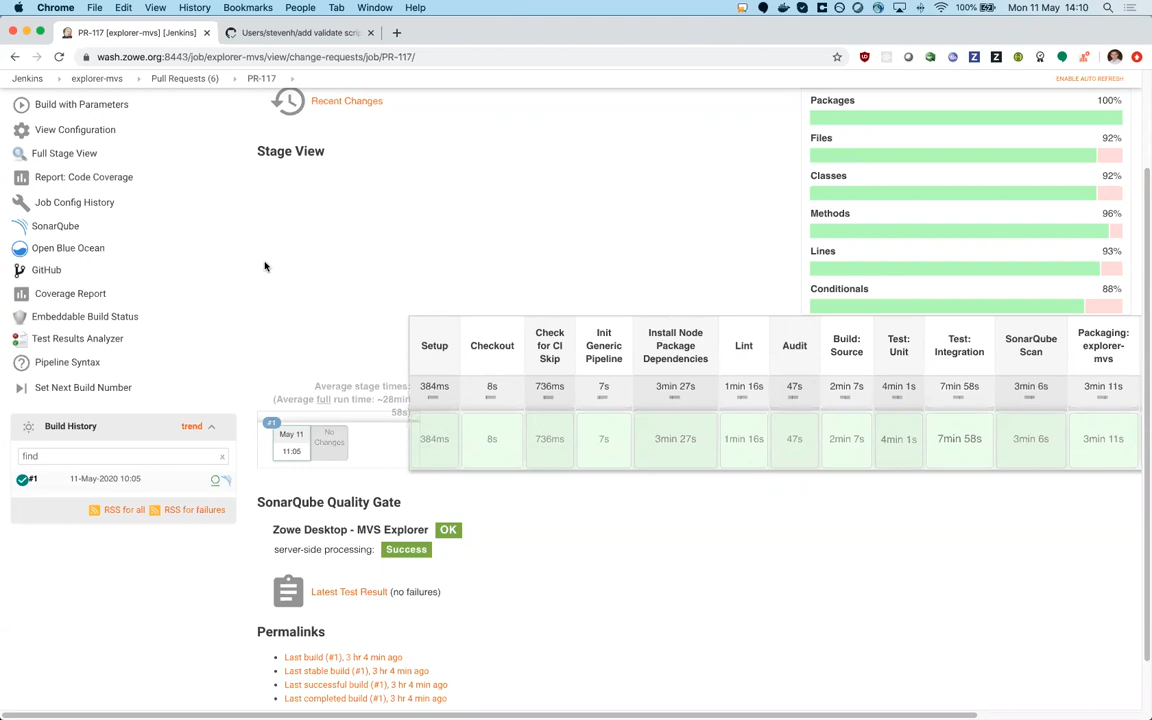 Chrome File Edit View History Bookmarks People Tab Window Help 100% Mon 11 May 14:10
PR-117 [explorer-mvs] [Jenkins] × Users/stevenh/add validate scrip × +
wash.zowe.org:8443/job/explorer-mvs/view/change-requests/job/PR-117/
Jenkins explorer-mvs Pull Requests (6) PR-117 ENABLE AUTO REFRESH
Build with Parameters
View Configuration
Full Stage View
Report: Code Coverage
Job Config History
SonarQube
Open Blue Ocean
GitHub
Coverage Report
Embeddable Build Status
Test Results Analyzer
Pipeline Syntax
Set Next Build Number
Build History trend
find x
#1 11-May-2020 10:05
RSS for all RSS for failures
Recent Changes
Stage View
Packages 100%
Files 92%
Classes 92%
Methods 96%
Lines 93%
Conditionals 88%
Setup Checkout Check for CI Skip Init Generic Pipeline Install Node Package Dependencies Lint Audit Build: Source Test: Unit Test: Integration SonarQube Scan Packaging: explorer-mvs
Average stage times: 384ms 8s 736ms 7s 3min 27s 1min 16s 47s 2min 7s 4min 1s 7min 58s 3min 6s 3min 11s
(Average full run time: ~28min
58s)
#1
May 11
11:05
No
Changes
384ms 8s 736ms 7s 3min 27s 1min 16s 47s 2min 7s 4min 1s 7min 58s 3min 6s 3min 11s
SonarQube Quality Gate
Zowe Desktop - MVS Explorer OK
server-side processing: Success
Latest Test Result (no failures)
Permalinks
Last build (#1), 3 hr 4 min ago
Last stable build (#1), 3 hr 4 min ago
Last successful build (#1), 3 hr 4 min ago
Last completed build (#1), 3 hr 4 min ago